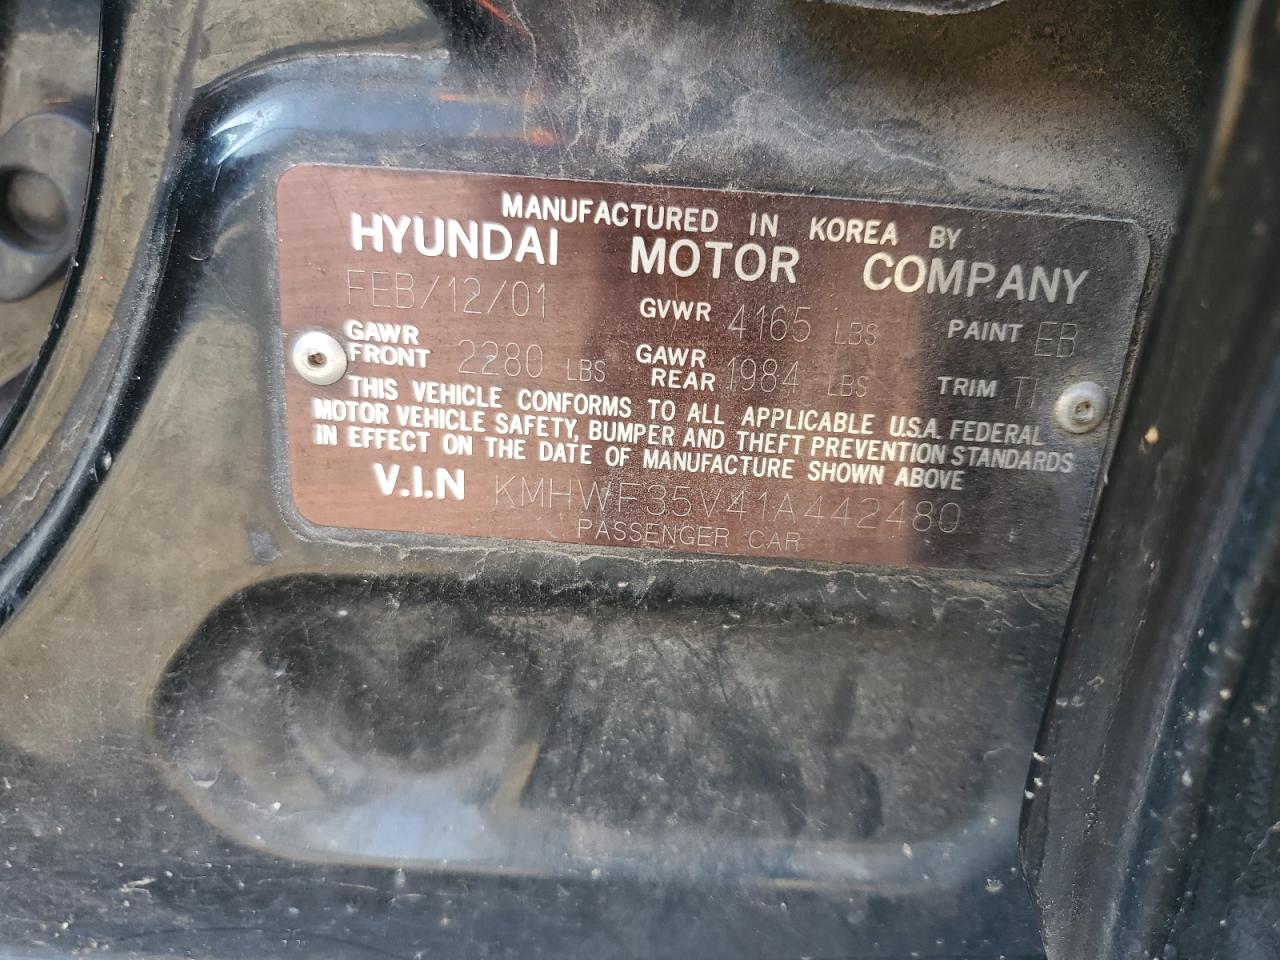 MANUFACTURED IN KOREA BY
HYUNDAI MOTOR COMPANY
FEB/12/01 GVWR 4165 LBS PAINT EB
GAWR FRONT 2280 LBS GAWR REAR 1984 LBS TRIM TI
THIS VEHICLE CONFORMS TO ALL APPLICABLE U.S.A. FEDERAL
MOTOR VEHICLE SAFETY, BUMPER AND THEFT PREVENTION STANDARDS
IN EFFECT ON THE DATE OF MANUFACTURE SHOWN ABOVE
V.I.N KMHWF35V41A442480
PASSENGER CAR